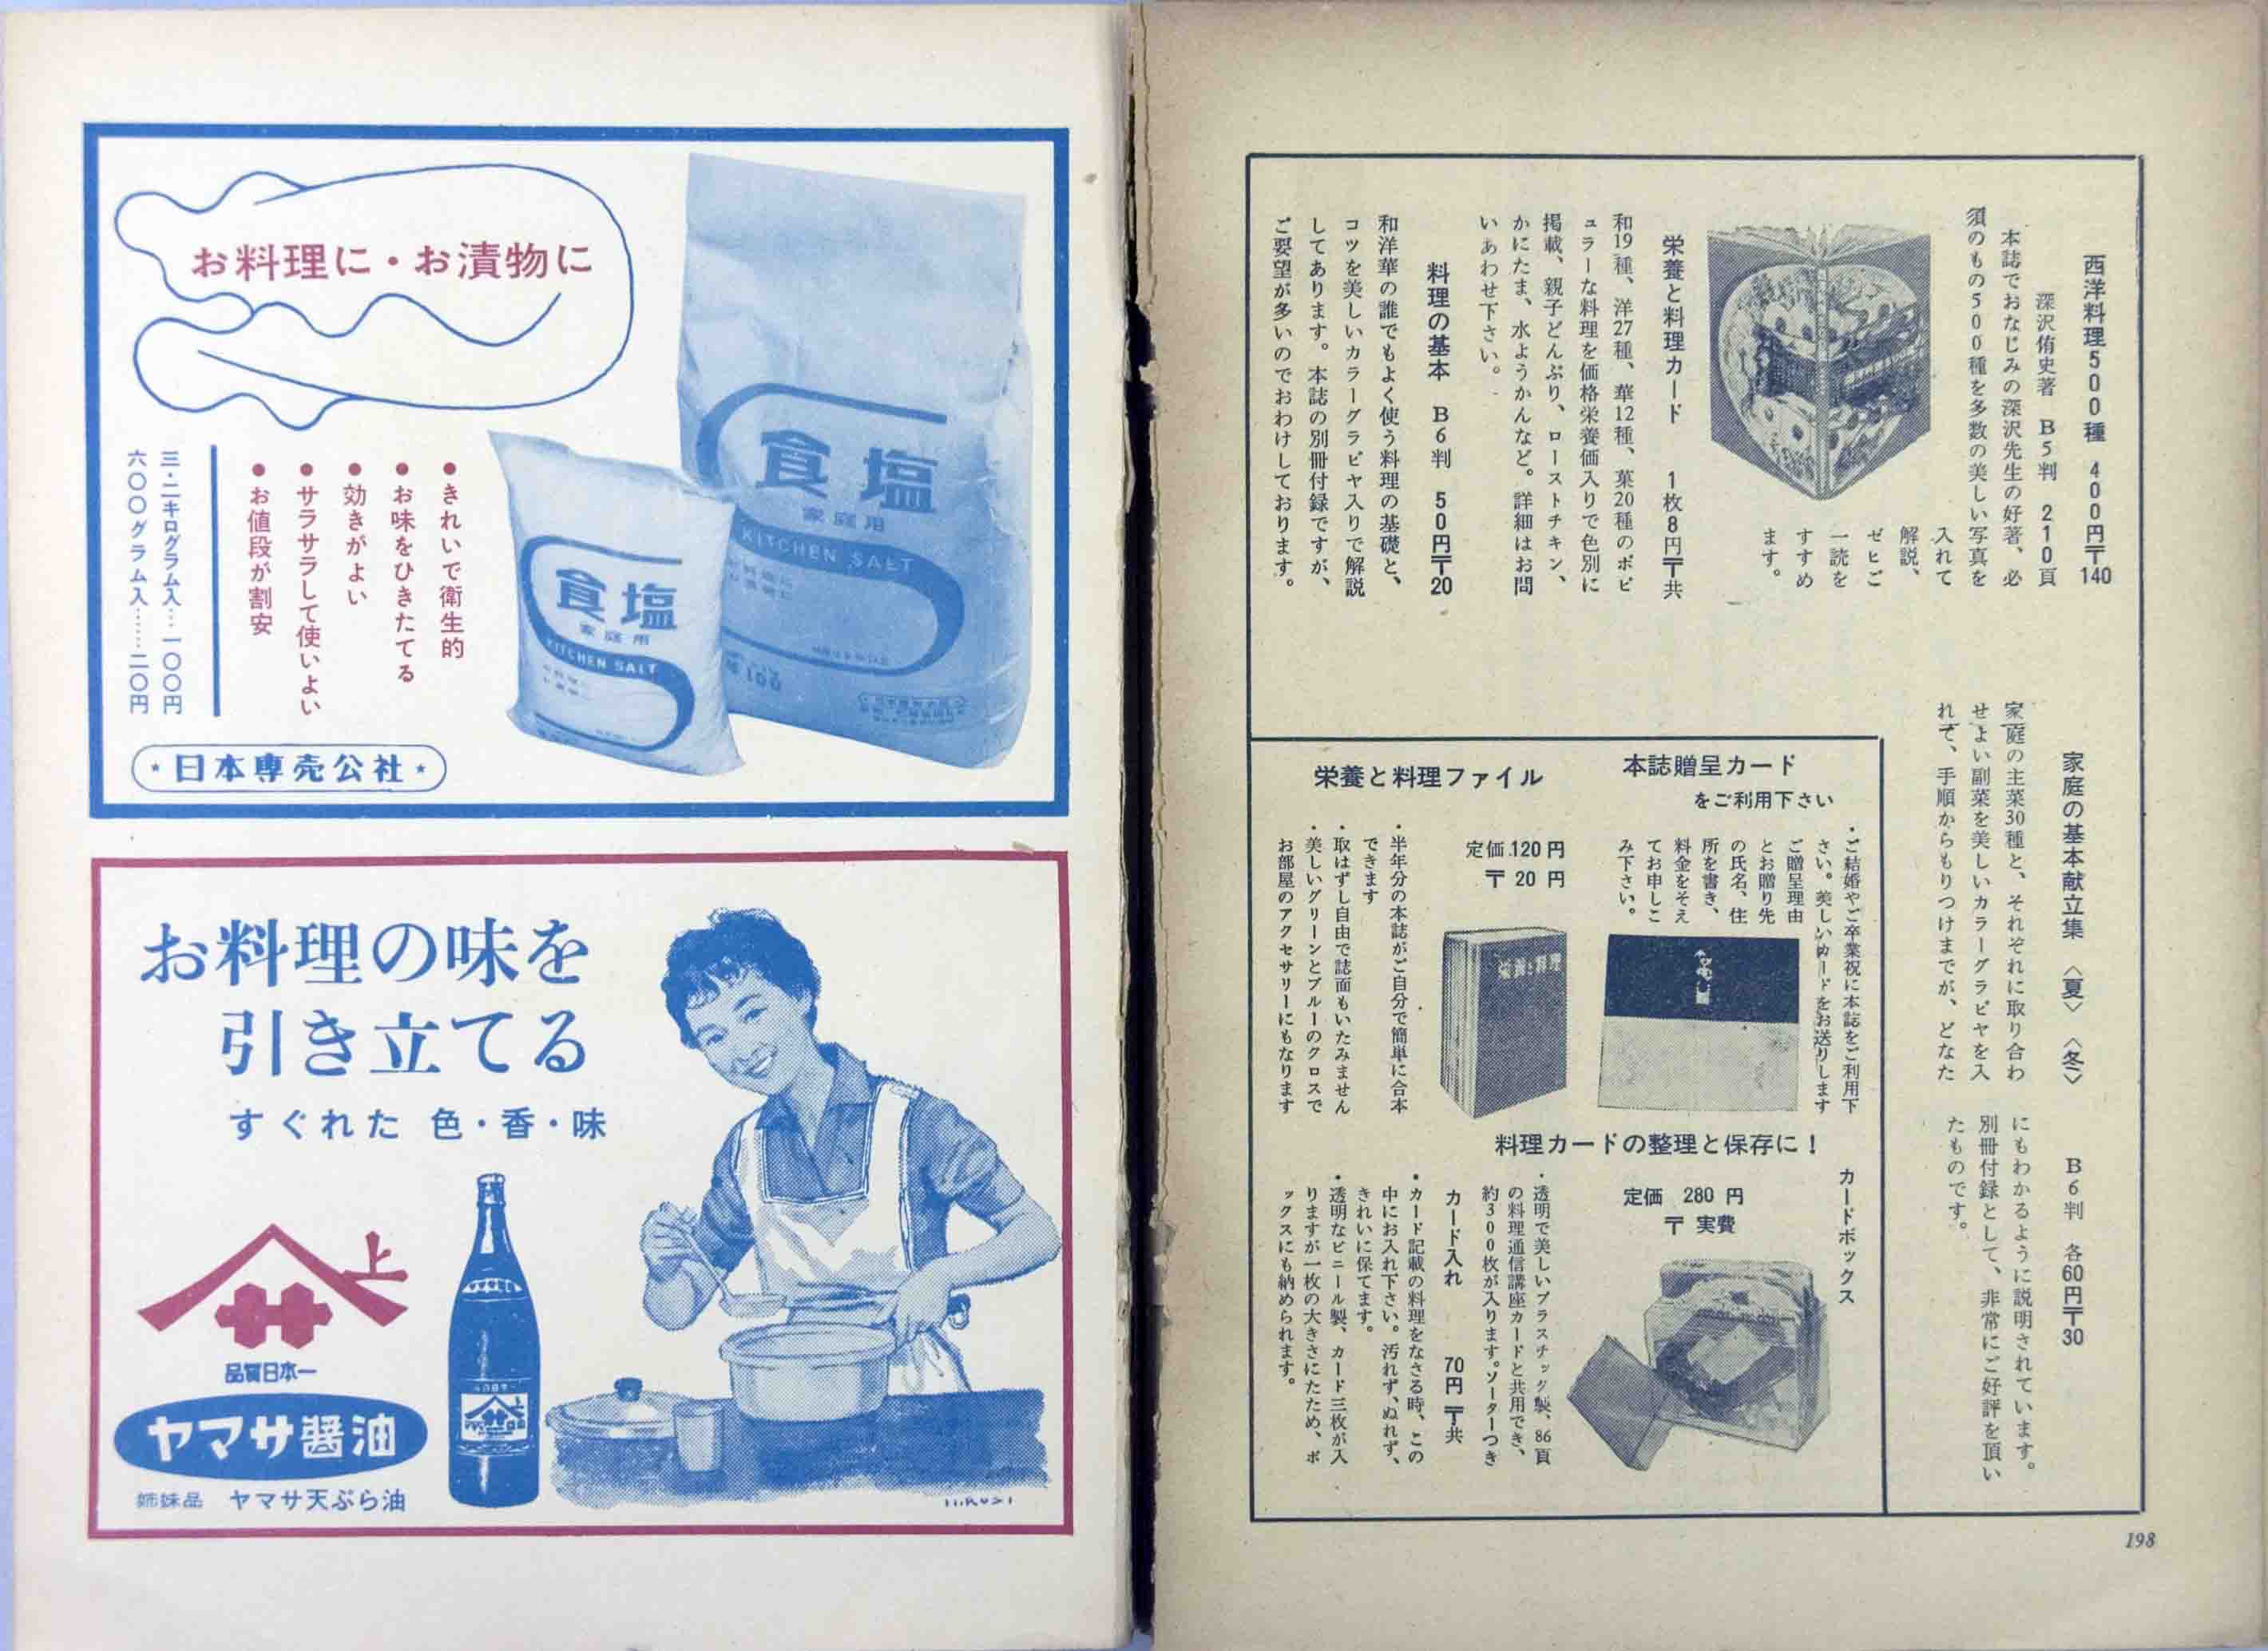 西洋料理500種 400円〒140
深沢侑史著 B5判 210頁
本誌でおなじみの深沢先生の好著、必
須のもの500種を多数の美しい写真を
入れて
解説、
ゼヒご
一読を
すすめ
ます。
栄養と料理カード 1枚8円〒共
和19種、洋27種、華12種、菓20種のポピ
ュラーな料理を価格栄養価入りで色別に
掲載、親子どんぶり、ローストチキン、
かにたま、水ようかんなど。詳細はお問
いあわせ下さい。
料理の基本 B6判 50円〒20
和洋華の誰でもよく使う料理の基礎と、
コツを美しいカラーグラビヤ入りで解説
してあります。本誌の別冊付録ですが、
ご要望が多いのでおわけしております。
家庭の基本献立集 〈夏〉〈冬〉 B6判 各60円〒30
家庭の主菜30種と、それぞれに取り合わ
せよい副菜を美しいカラーグラビヤを入
れて、手順からもりつけまでが、どなた
にもわかるように説明されています。
別冊付録として、非常にご好評を頂い
たものです。
本誌贈呈カード
をご利用下さい
・ご結婚やご卒業祝に本誌をご利用下
さい。美しいカードをお送りします
ご贈呈理由
とお贈り先
の氏名、住
所を書き、
料金をそえ
てお申しこ
み下さい。
栄養と料理ファイル
定価 120円
〒 20 円
・半年分の本誌がご自分で簡単に合本
できます
・取はずし自由で誌面もいたみません
・美しいグリーンとブルーのクロスで
お部屋のアクセサリーにもなります
栄養と料理
料理カードの整理と保存に!
カードボックス
定価 280 円
〒 実費
・透明で美しいプラスチック製、86頁
の料理通信講座カードと共用でき、
約300枚が入ります。ソーターつき
カード入れ 70円〒共
・カード記載の料理をなさる時、この
中にお入れ下さい。汚れず、ぬれず、
きれいに保てます。
・透明なビニール製、カード三枚が入
りますが一枚の大きさにたため、ボ
ックスにも納められます。
198
お料理に・お漬物に
食塩
家庭用
KITCHEN SALT
食塩
家庭用
KITCHEN SALT
●きれいで衛生的
●お味をひきたてる
●効きがよい
●サラサラして使いよい
●お値段が割安
三・二キログラム入…一〇〇円
六〇〇グラム入……二〇円
★日本専売公社★
お料理の味を
引き立てる
すぐれた 色・香・味
上
サ
品質日本一
ヤマサ醤油
姉妹品 ヤマサ天ぷら油
HIROSI